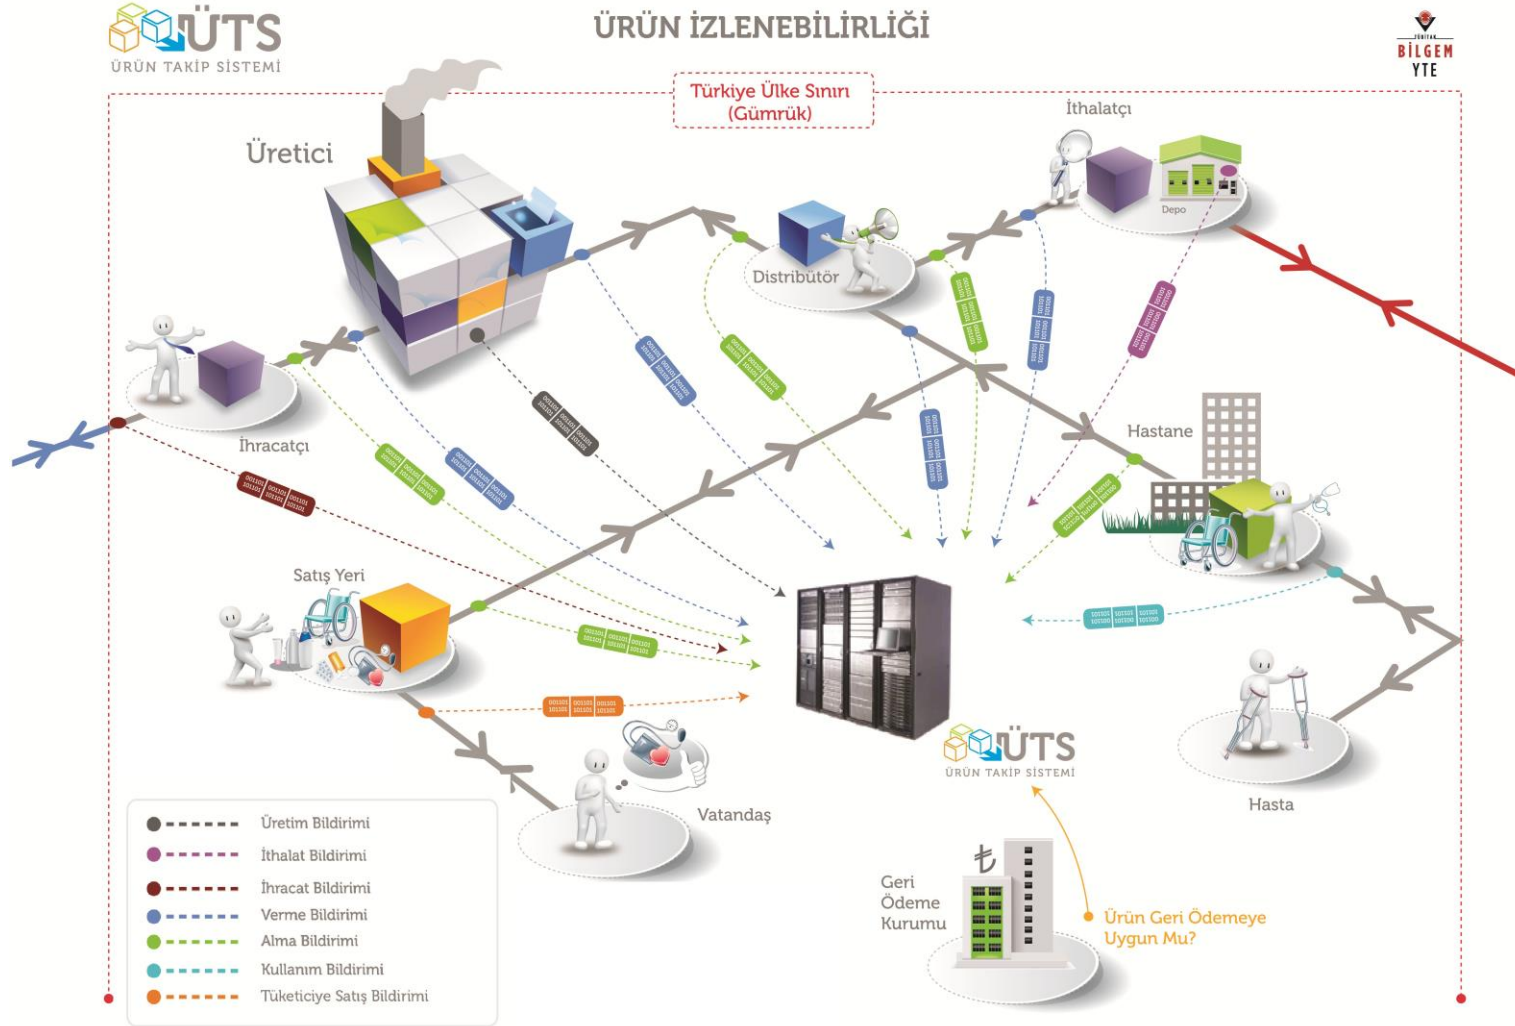 ÜTS
ÜRÜN TAKİP SİSTEMİ
ÜRÜN İZLENEBİLİRLİĞİ
TÜBİTAK
BİLGEM
YTE
Türkiye Ülke Sınırı
(Gümrük)
İthalatçı
Üretici
Depo
Distribütör
İhracatçı
Hastane
Satış Yeri
ÜTS
ÜRÜN TAKİP SİSTEMİ
Hasta
Vatandaş
Üretim Bildirimi
İthalat Bildirimi
İhracat Bildirimi
Verme Bildirimi
Alma Bildirimi
Kullanım Bildirimi
Tüketiciye Satış Bildirimi
Geri
Ödeme
Kurumu
₺
Ürün Geri Ödemeye
Uygun Mu?